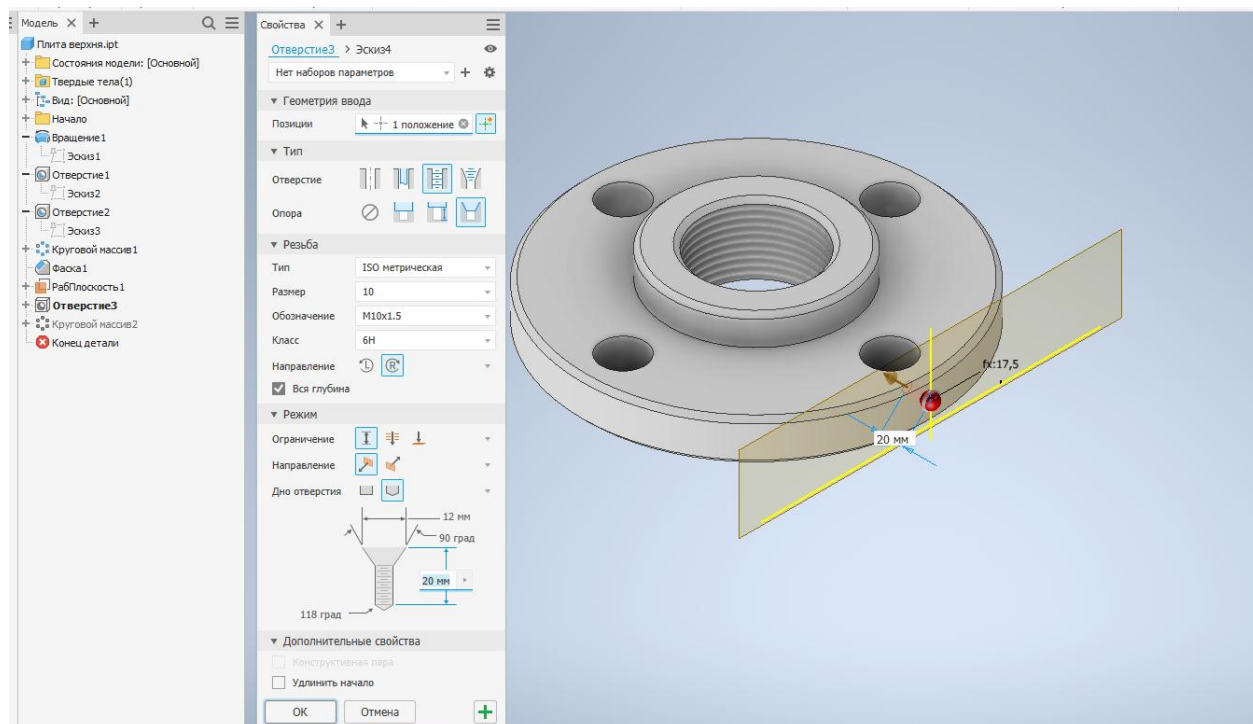 Модель × +
Плита верхня.ipt
Состояния модели: [Основной]
Твердые тела(1)
Вид: [Основной]
Начало
Вращение1
Эскиз1
Отверстие1
Эскиз2
Отверстие2
Эскиз3
Круговой массив1
Фаска1
РабПлоскость1
Отверстие3
Круговой массив2
Конец детали
Свойства × +
Отверстие3 > Эскиз4
Нет наборов параметров
Геометрия ввода
Позиции 1 положение
Тип
Отверстие
Опора
Резьба
Тип ISO метрическая
Размер 10
Обозначение M10x1.5
Класс 6H
Направление
Вся глубина
Режим
Ограничение
Направление
Дно отверстия
12 мм
90 град
20 мм
118 град
Дополнительные свойства
Конструктивная пара
Удлинить начало
ОК Отмена
fx:17,5
20 мм